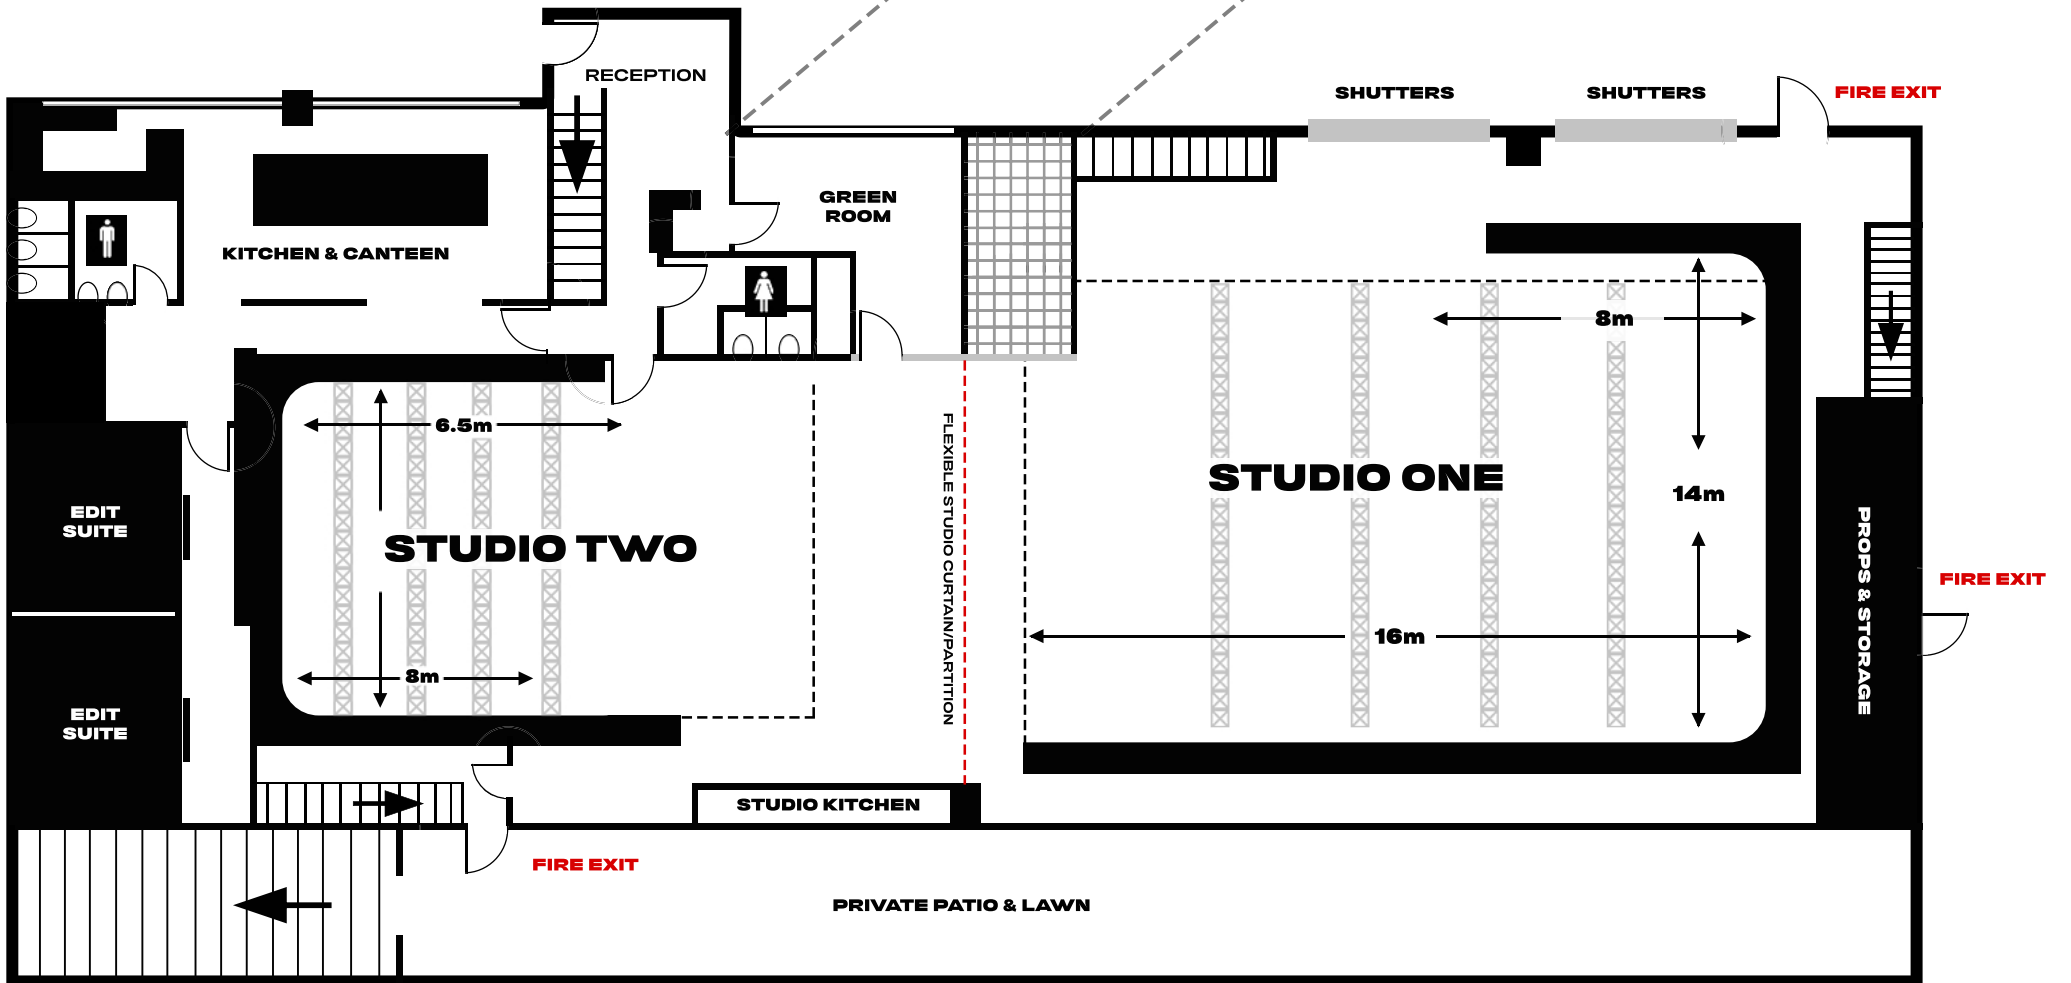 RECEPTION
SHUTTERS
SHUTTERS
FIRE EXIT
GREEN
ROOM
KITCHEN & CANTEEN
8m
6.5m
FLEXIBLE STUDIO CURTAIN/PARTITION
STUDIO ONE
14m
EDIT
SUITE
STUDIO TWO
PROPS & STORAGE
FIRE EXIT
16m
8m
EDIT
SUITE
STUDIO KITCHEN
FIRE EXIT
PRIVATE PATIO & LAWN